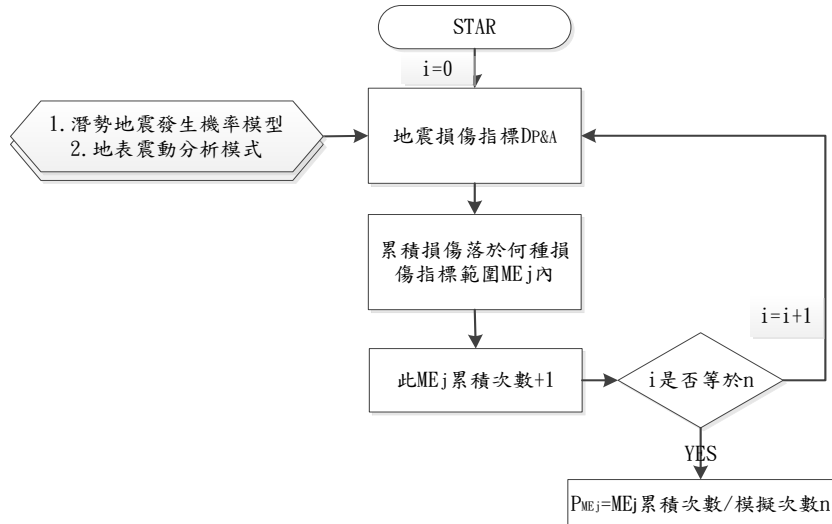 STAR
i=0
1.潛勢地震發生機率模型
2.地表震動分析模式
地震損傷指標DP&A
累積損傷落於何種損
傷指標範圍MEj內
i=i+1
此MEj累積次數+1
i是否等於n
YES
PMEj=MEj累積次數/模擬次數n